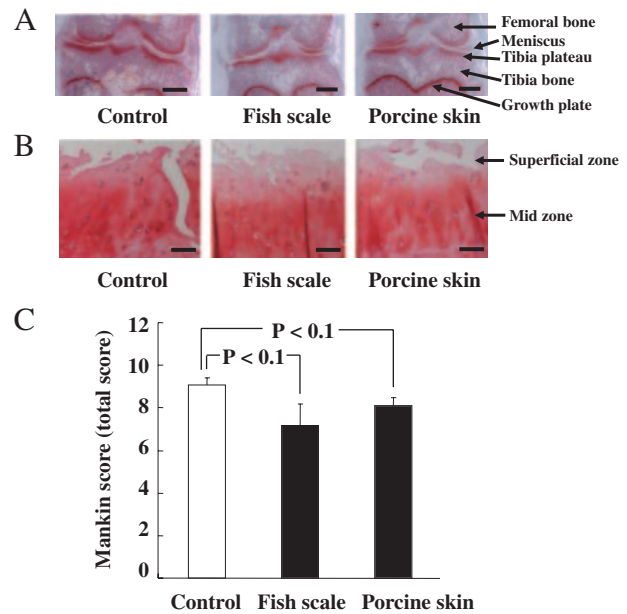 A
Femoral bone
Meniscus
Tibia plateau
Tibia bone
Growth plate
Control
Fish scale
Porcine skin
B
Superficial zone
Mid zone
Control
Fish scale
Porcine skin
C
Mankin score (total score)
12
10
8
6
4
2
0
P < 0.1
P < 0.1
Control
Fish scale
Porcine skin